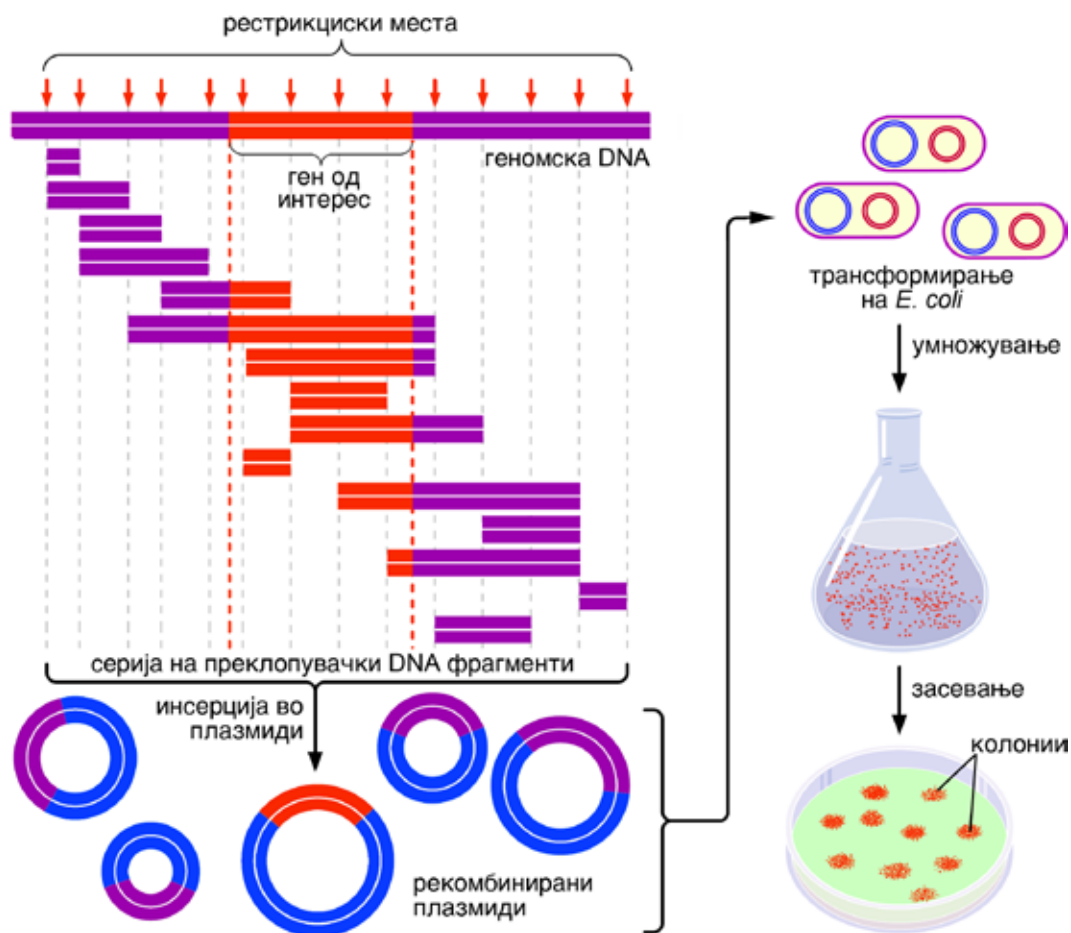 рестрикциски места
геномска DNA
ген од
интерес
серија на преклопувачки DNA фрагменти
инсерција во
плазмиди
рекомбинирани
плазмиди
трансформирање
на E. coli
умножување
засевање
колонии